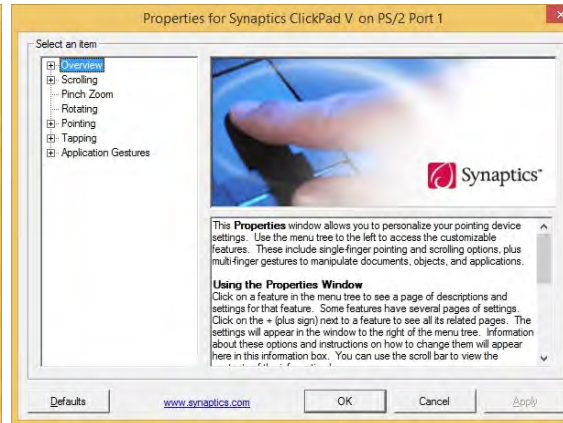 Properties for Synaptics ClickPad V on PS/2 Port 1
Select an item
Overview
Scrolling
Pinch Zoom
Rotating
Pointing
Tapping
Application Gestures
Synaptics
This Properties window allows you to personalize your pointing device
settings. Use the menu tree to the left to access the customizable
features. These include single-finger pointing and scrolling options, plus
multi-finger gestures to manipulate documents, objects, and applications.
Using the Properties Window
Click on a feature in the menu tree to see a page of descriptions and
settings for that feature. Some features have several pages of settings.
Click on the + (plus sign) next to a feature to see all its related pages. The
settings will appear in the window to the right of the menu tree. Information
about these options and instructions on how to change them will appear
here in this information box. You can use the scroll bar to view the
Defaults
www.synaptics.com
OK
Cancel
Apply